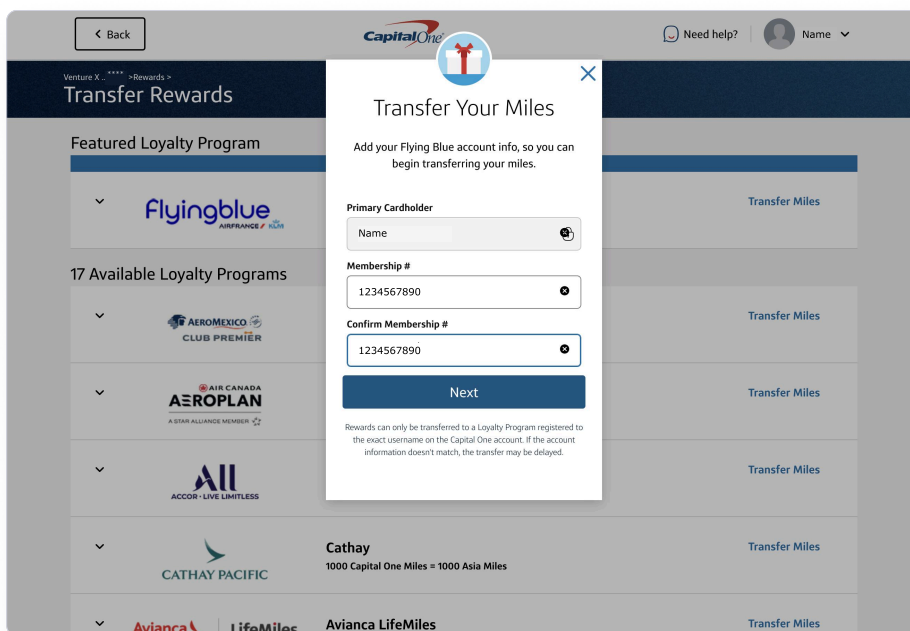 Back
Capital One
Need help?
Name
Venture X .. **** >Rewards >
Transfer Rewards
Transfer Your Miles
Add your Flying Blue account info, so you can
begin transferring your miles.
Primary Cardholder
Name
Membership #
1234567890
Confirm Membership #
1234567890
Next
Rewards can only be transferred to a Loyalty Program registered to
the exact username on the Capital One account. If the account
information doesn't match, the transfer may be delayed.
Featured Loyalty Program
Flyingblue
AIRFRANCE KLM
Transfer Miles
17 Available Loyalty Programs
AEROMEXICO
CLUB PREMIER
Transfer Miles
AIR CANADA
AEROPLAN
A STAR ALLIANCE MEMBER
Transfer Miles
All
ACCOR · LIVE LIMITLESS
Transfer Miles
CATHAY PACIFIC
Cathay
1000 Capital One Miles = 1000 Asia Miles
Transfer Miles
Avianca
LifeMiles
Avianca LifeMiles
Transfer Miles